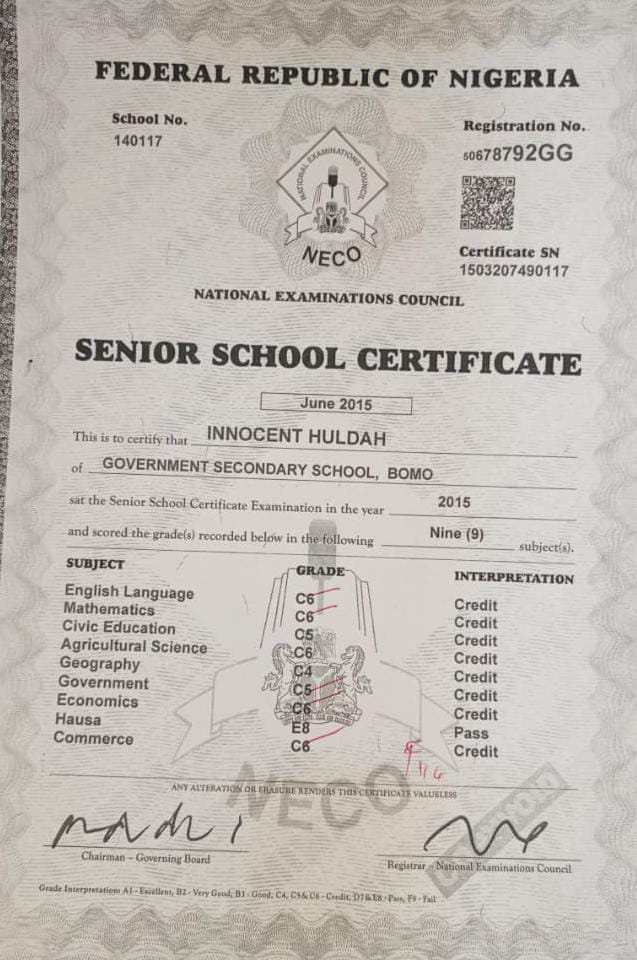 FEDERAL REPUBLIC OF NIGERIA
School No.
140117
Registration No.
50678792GG
NATIONAL EXAMINATIONS COUNCIL
NECO
Certificate SN
1503207490117
NATIONAL EXAMINATIONS COUNCIL
SENIOR SCHOOL CERTIFICATE
June 2015
This is to certify that INNOCENT HULDAH
of GOVERNMENT SECONDARY SCHOOL, BOMO
sat the Senior School Certificate Examination in the year 2015
and scored the grade(s) recorded below in the following Nine (9) subject(s).
SUBJECT GRADE INTERPRETATION
English Language C6 Credit
Mathematics C6 Credit
Civic Education C5 Credit
Agricultural Science C6 Credit
Geography C4 Credit
Government C5 Credit
Economics C6 Credit
Hausa E8 Pass
Commerce C6 Credit
NECO
ANY ALTERATION OR ERASURE RENDERS THIS CERTIFICATE VALUELESS
Chairman - Governing Board
Registrar - National Examinations Council
Grade Interpretation: A1 - Excellent, B2 - Very Good, B3 - Good, C4, C5 & C6 - Credit, D7 & E8 - Pass, F9 - Fail